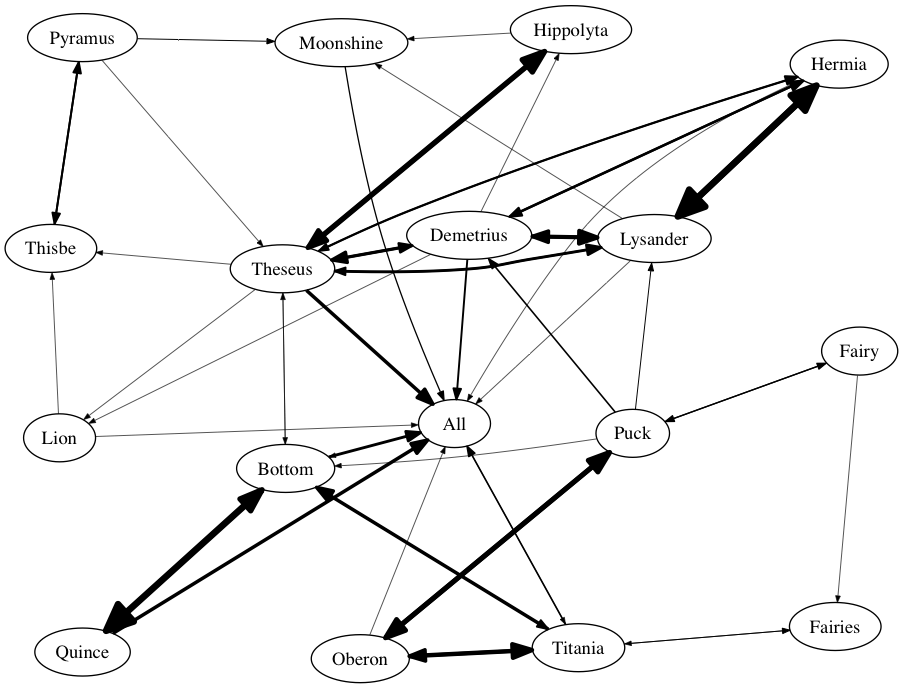 Pyramus
Moonshine
Hippolyta
Hermia
Thisbe
Theseus
Demetrius
Lysander
Fairy
Lion
All
Puck
Bottom
Quince
Oberon
Titania
Fairies